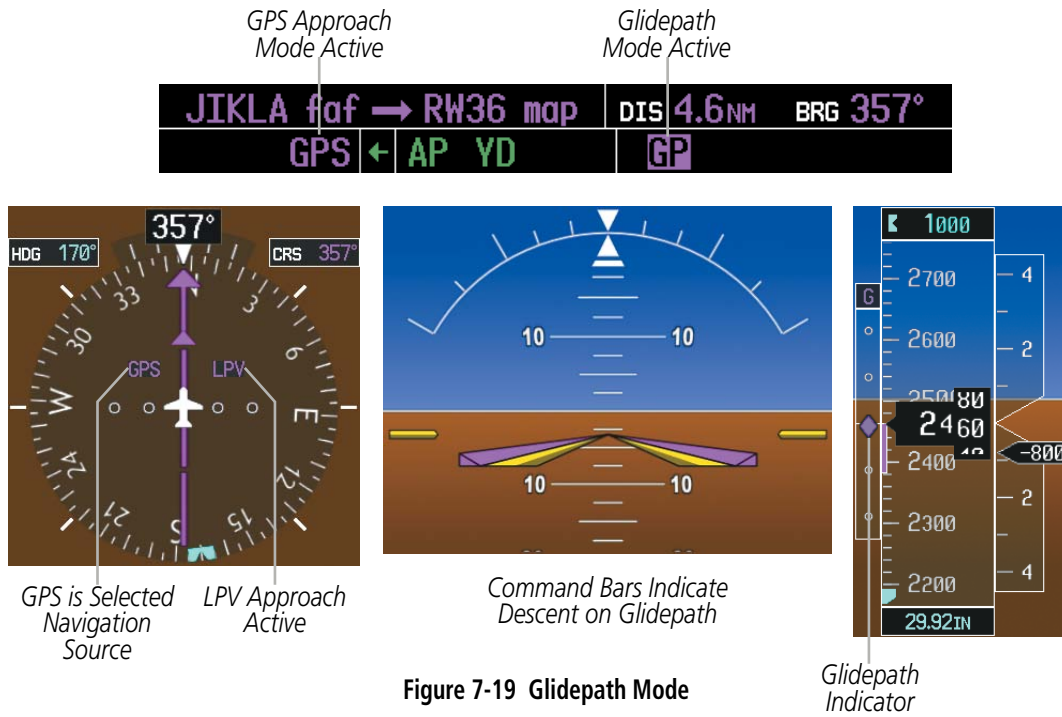 GPS Approach
Mode Active
Glidepath
Mode Active
JIKLA faf → RW36 map DIS 4.6NM BRG 357°
GPS ← AP YD GP
357°
HDG 170°
CRS 357°
N
3
6
E
12
15
S
21
24
W
30
33
GPS LPV
10 10
10 10
1000
G
2700
2600
2500
2400
2300
2200
2460
80
4
2
2
4
-800
29.92IN
GPS is Selected
Navigation
Source
LPV Approach
Active
Command Bars Indicate
Descent on Glidepath
Glidepath
Indicator
Figure 7-19 Glidepath Mode